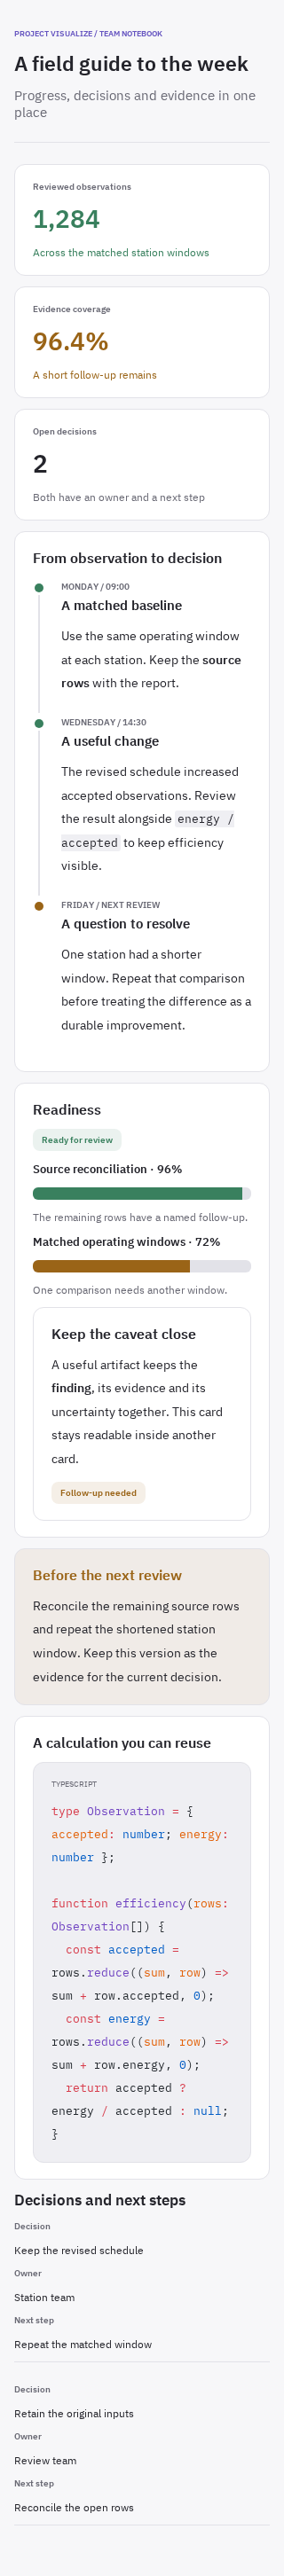 PROJECT VISUALIZE / TEAM NOTEBOOK
A field guide to the week
Progress, decisions and evidence in one
place
Reviewed observations
1,284
Across the matched station windows
Evidence coverage
96.4%
A short follow-up remains
Open decisions
2
Both have an owner and a next step
From observation to decision
MONDAY / 09:00
A matched baseline
Use the same operating window
at each station. Keep the source
rows with the report.
WEDNESDAY / 14:30
A useful change
The revised schedule increased
accepted observations. Review
the result alongside energy /
accepted to keep efficiency
visible.
FRIDAY / NEXT REVIEW
A question to resolve
One station had a shorter
window. Repeat that comparison
before treating the difference as a
durable improvement.
Readiness
Ready for review
Source reconciliation · 96%
The remaining rows have a named follow-up.
Matched operating windows · 72%
One comparison needs another window.
Keep the caveat close
A useful artifact keeps the
finding, its evidence and its
uncertainty together. This card
stays readable inside another
card.
Follow-up needed
Before the next review
Reconcile the remaining source rows
and repeat the shortened station
window. Keep this version as the
evidence for the current decision.
A calculation you can reuse
TYPESCRIPT
type Observation = {
accepted: number; energy:
number };
function efficiency(rows:
Observation[]) {
  const accepted =
rows.reduce((sum, row) =>
sum + row.accepted, 0);
  const energy =
rows.reduce((sum, row) =>
sum + row.energy, 0);
  return accepted ?
energy / accepted : null;
}
Decisions and next steps
Decision
Keep the revised schedule
Owner
Station team
Next step
Repeat the matched window
Decision
Retain the original inputs
Owner
Review team
Next step
Reconcile the open rows